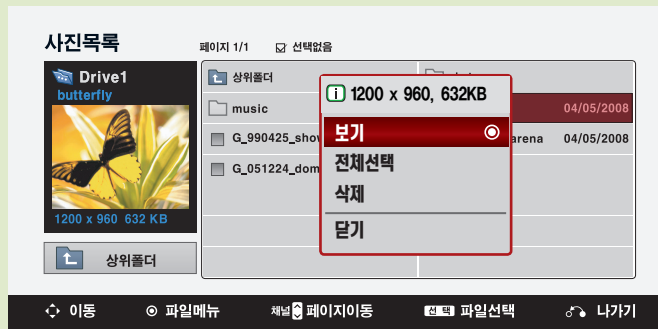 사진목록
페이지 1/1 선택없음
Drive1
butterfly
1200 x 960 632 KB
상위폴더
상위폴더
music
G_990425_sho
G_051224_dom
04/05/2008
arena 04/05/2008
1200 x 960, 632KB
보기
전체선택
삭제
닫기
이동 파일메뉴 채널 페이지이동 선택 파일선택 나가기